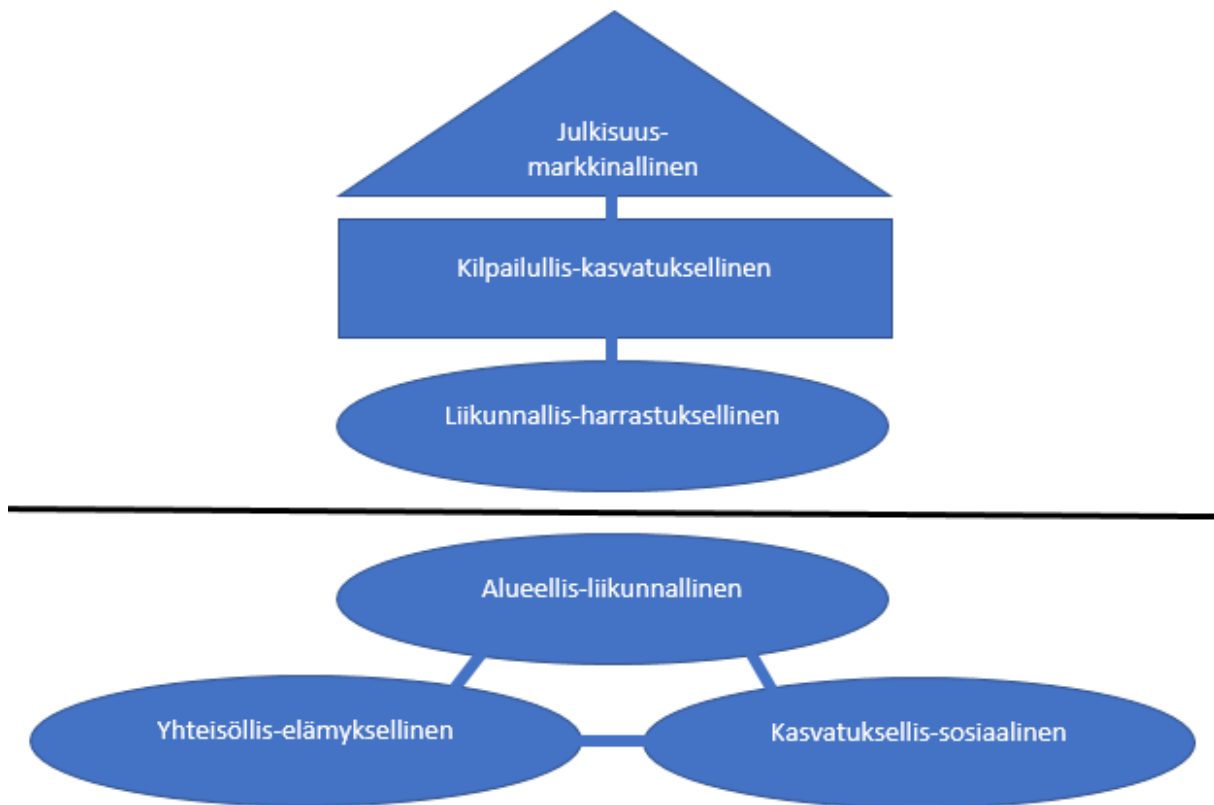 Julkisuus-
markkinallinen
Kilpailullis-kasvatuksellinen
Liikunnallis-harrastuksellinen
Alueellis-liikunnallinen
Yhteisöllis-elämyksellinen
Kasvatuksellis-sosiaalinen